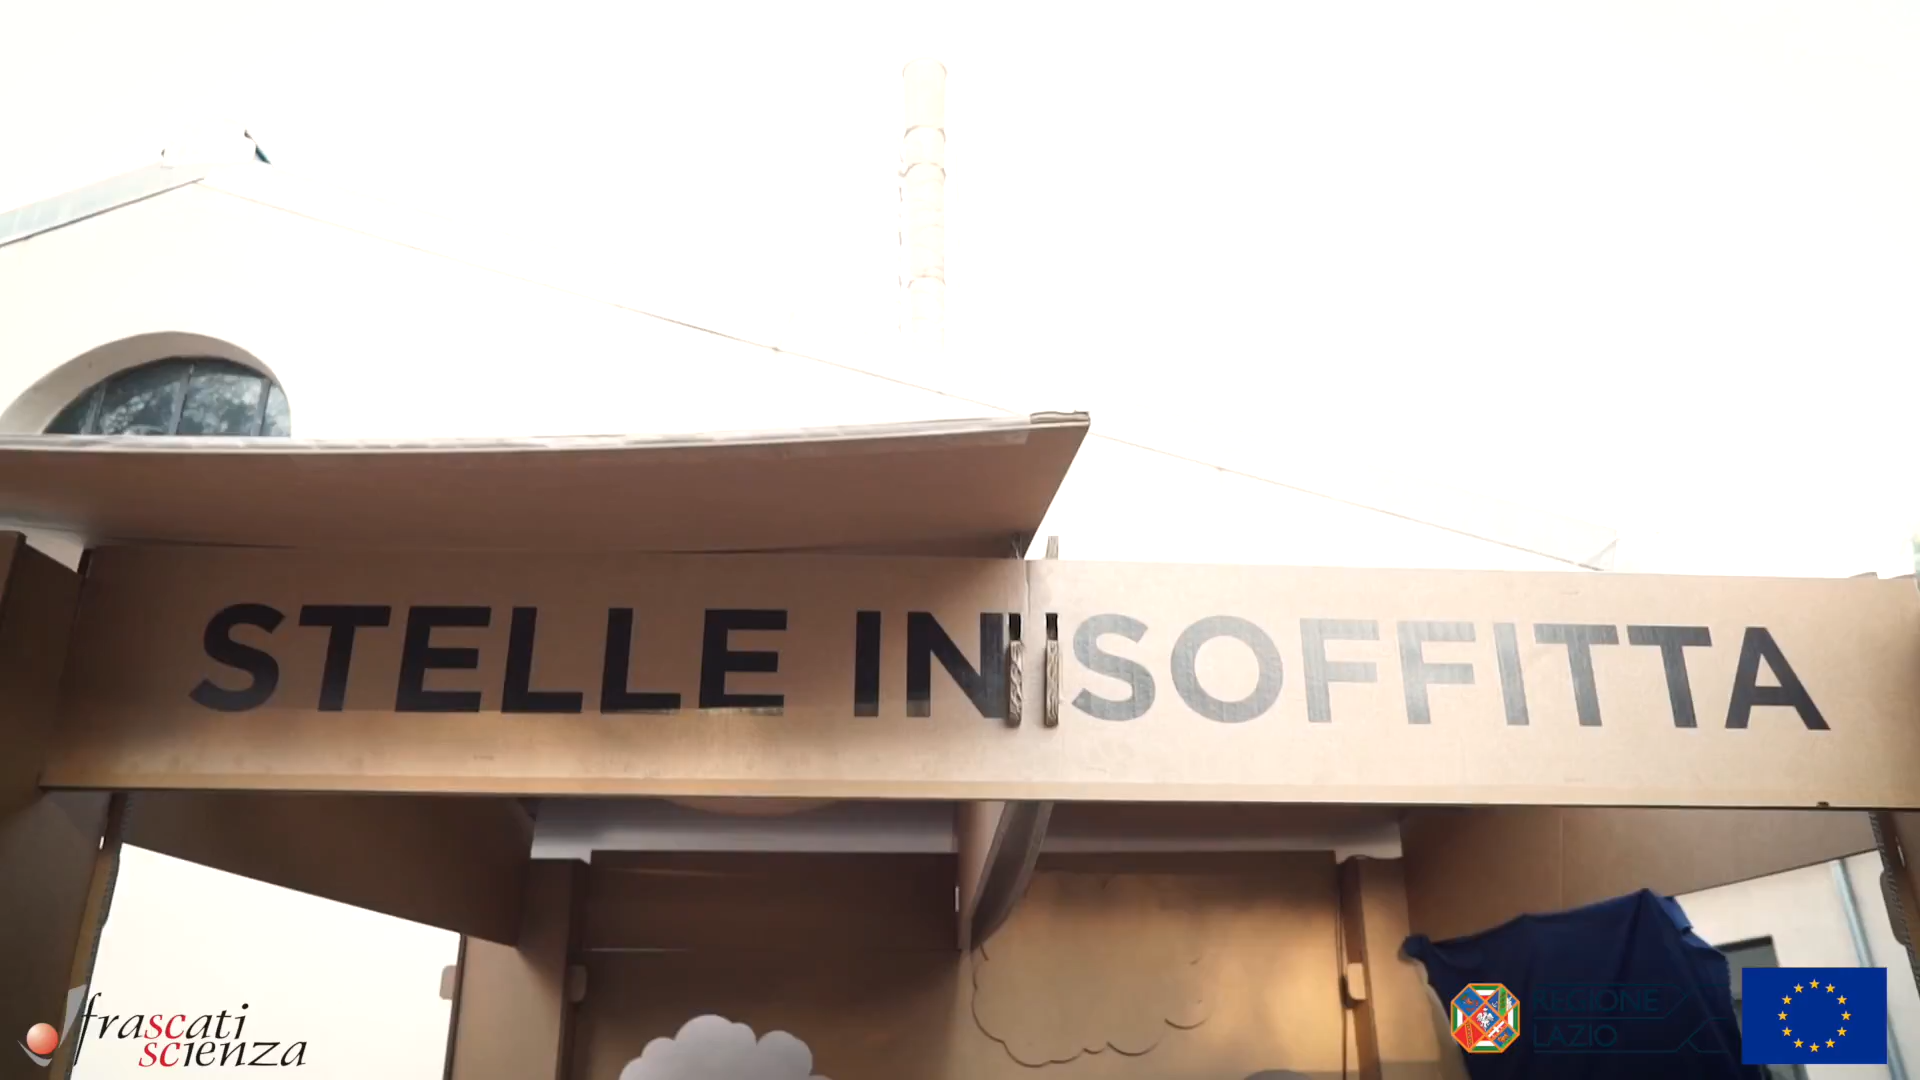 STELLE IN SOFFITTA
frascati
scienza
REGIONE
LAZIO